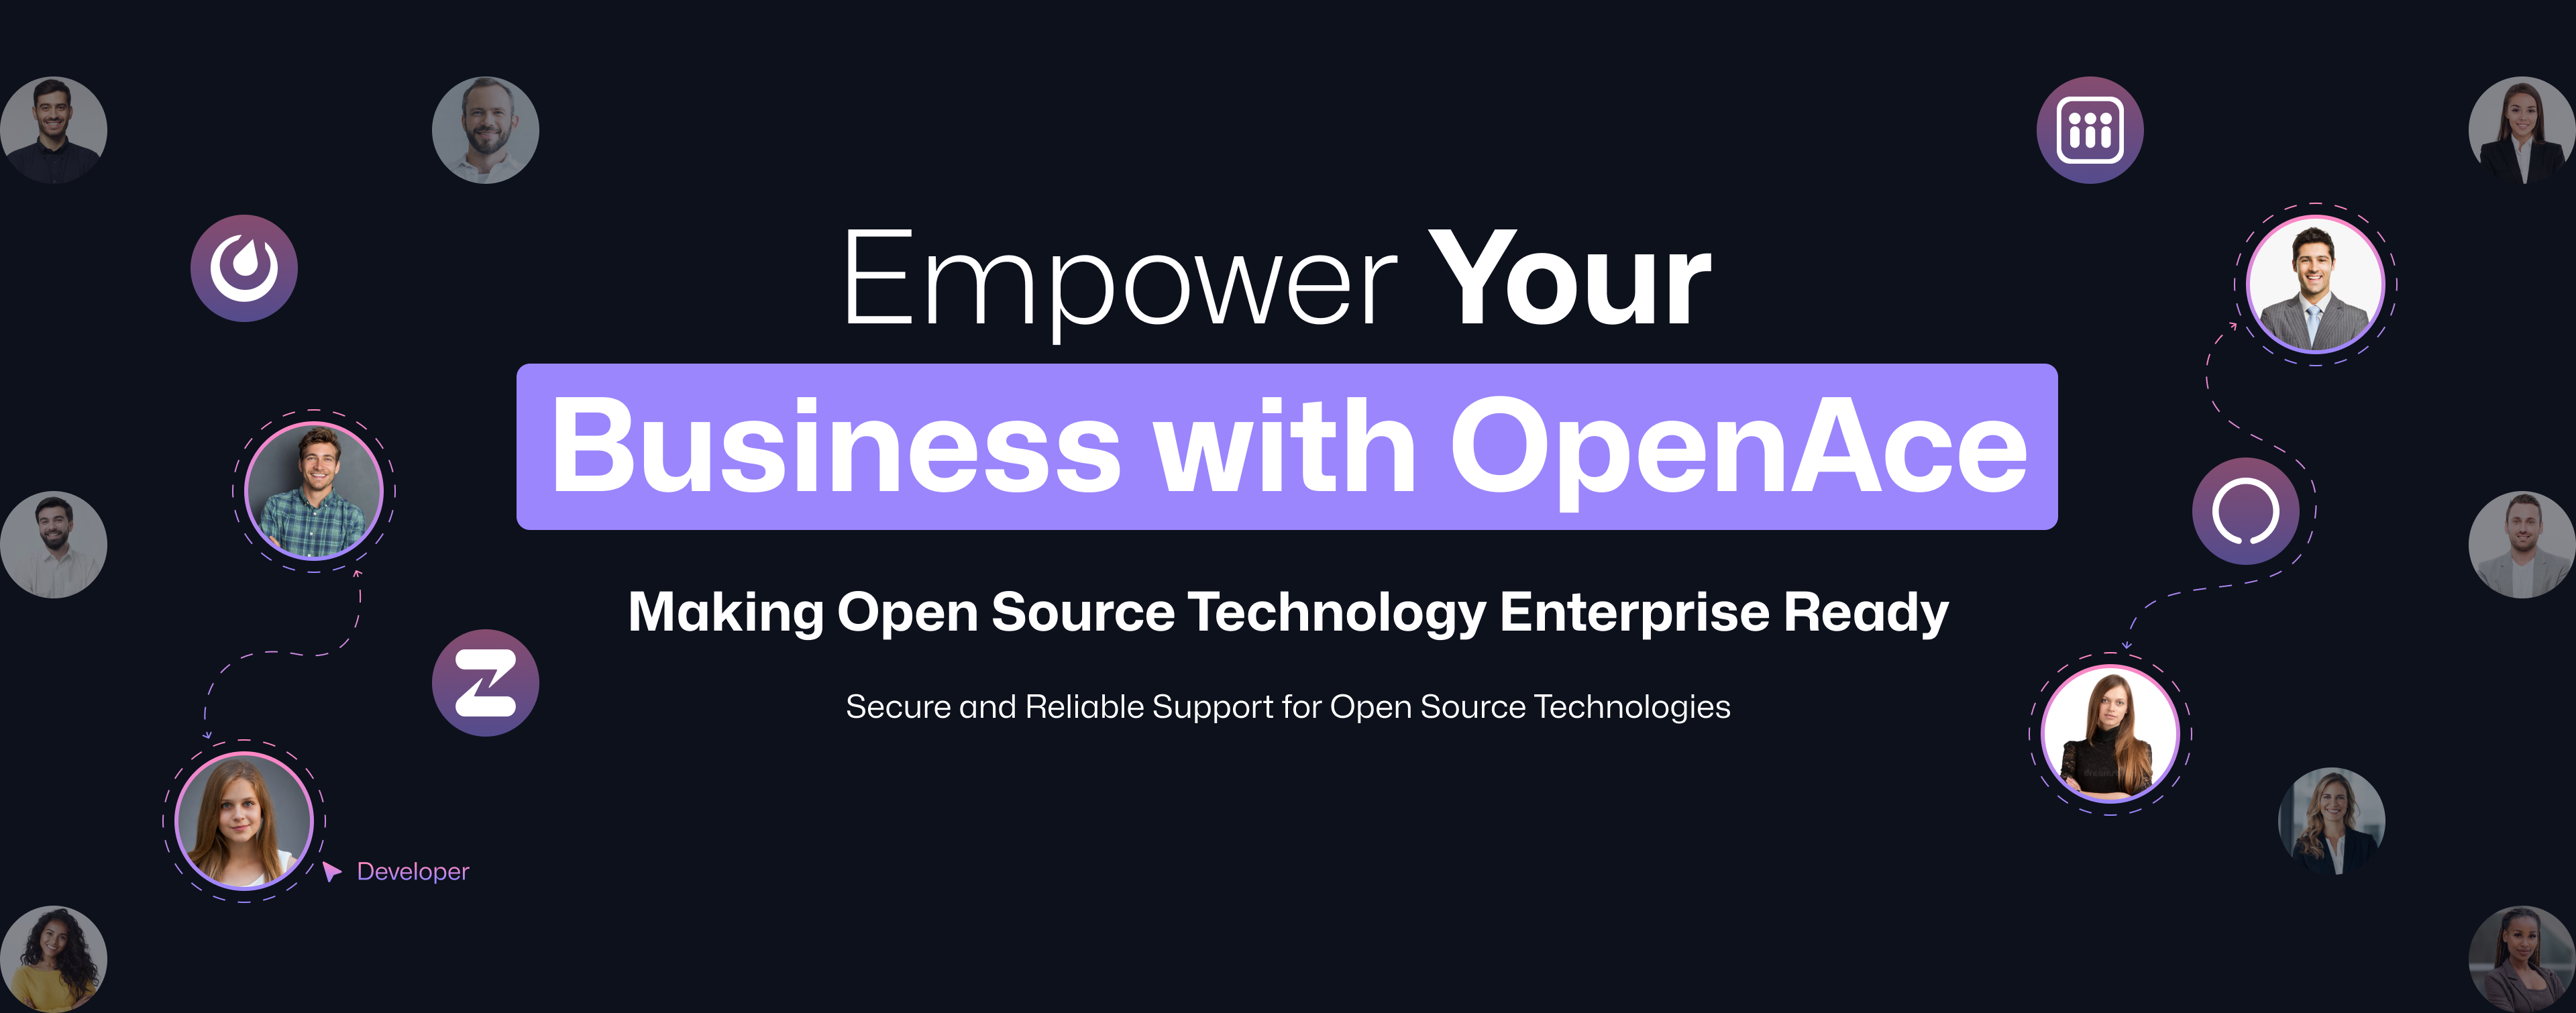 Empower Your
Business with OpenAce
Making Open Source Technology Enterprise Ready
Secure and Reliable Support for Open Source Technologies
Developer